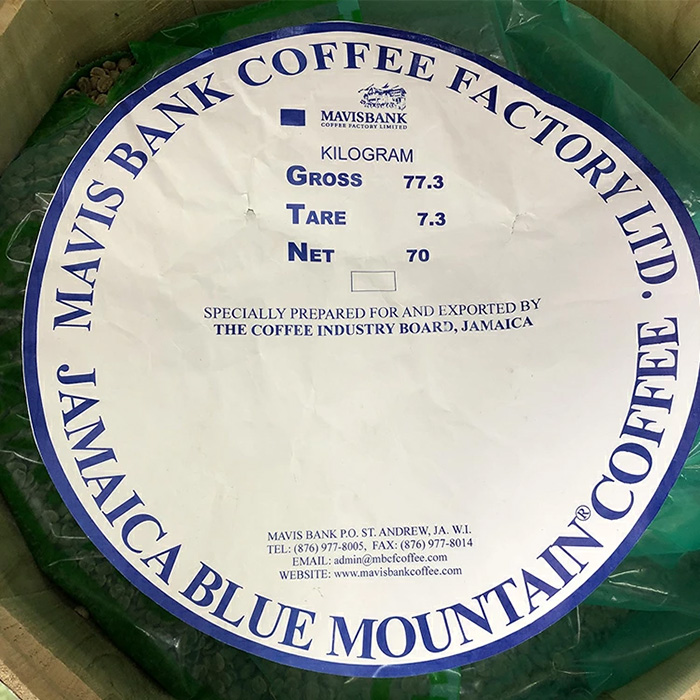 MAVIS BANK COFFEE FACTORY LTD.
MAVISBANK
COFFEE FACTORY LIMITED
KILOGRAM
GROSS 77.3
TARE 7.3
NET 70
SPECIALLY PREPARED FOR AND EXPORTED BY
THE COFFEE INDUSTRY BOARD, JAMAICA
MAVIS BANK P.O. ST. ANDREW, JA. W.I.
TEL: (876) 977-8005, FAX: (876) 977-8014
EMAIL: admin@mbcfcoffee.com
WEBSITE: www.mavisbankcoffee.com
JAMAICA BLUE MOUNTAIN® COFFEE